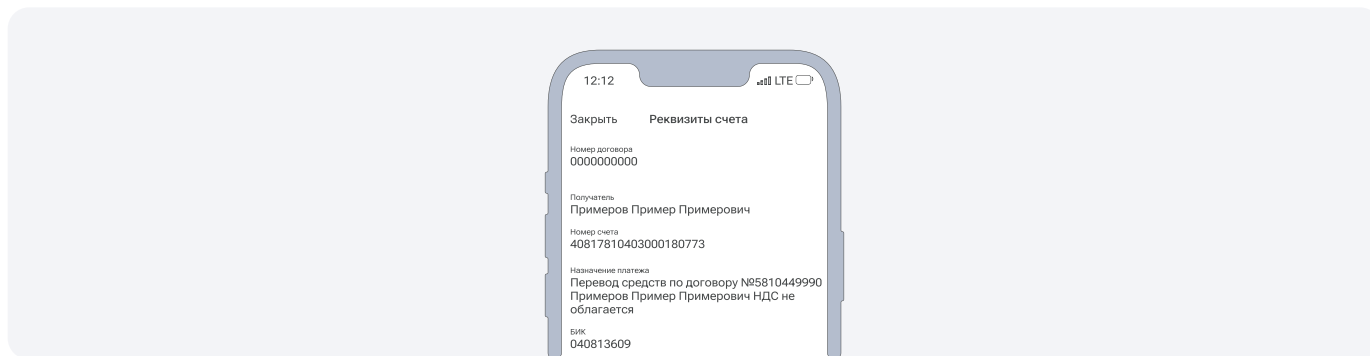 12:12 LTE
Закрыть Реквизиты счета
Номер договора
0000000000
Получатель
Примеров Пример Примерович
Номер счета
40817810403000180773
Назначение платежа
Перевод средств по договору №5810449990
Примеров Пример Примерович НДС не
облагается
БИК
040813609